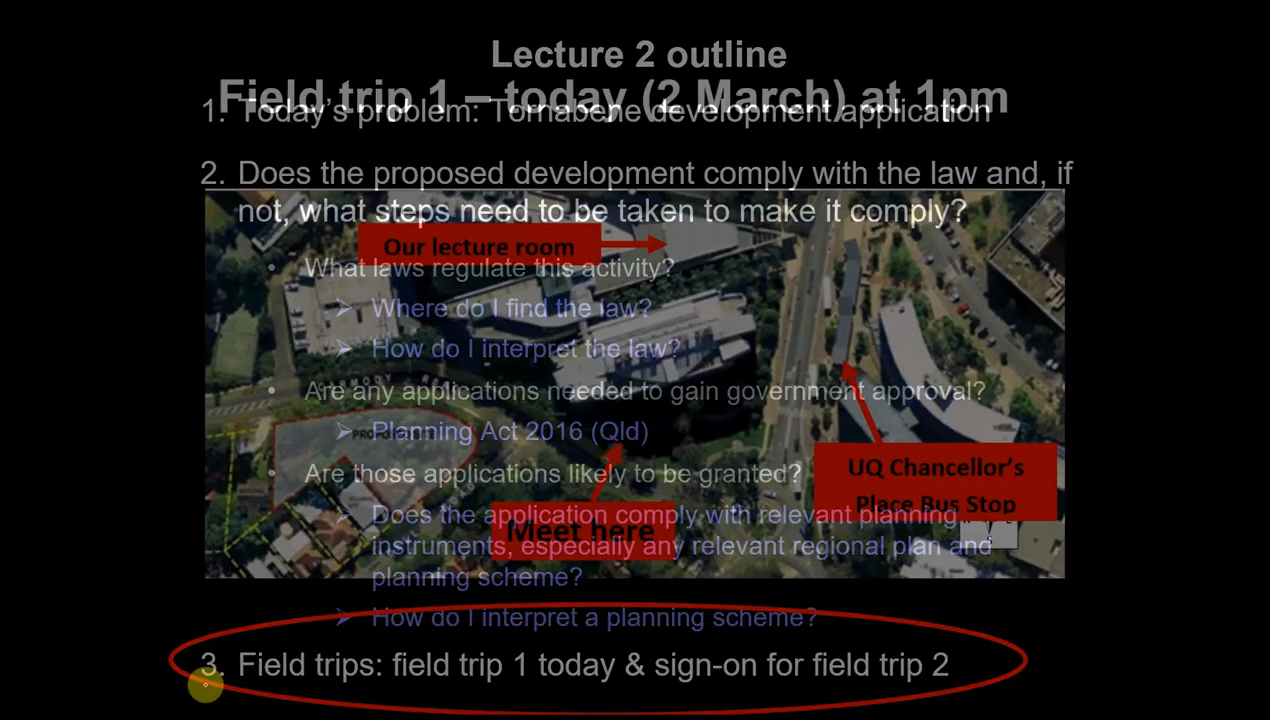 Lecture 2 outline
Field trip 1 – today (2 March) at 1pm
1. Today's problem: Tornabene development application
2. Does the proposed development comply with the law and, if
not, what steps need to be taken to make it comply?
Our lecture room
• What laws regulate this activity?
➢ Where do I find the law?
➢ How do I interpret the law?
• Are any applications needed to gain government approval?
➢ Planning Act 2016 (Qld)
• Are those applications likely to be granted?
UQ Chancellor's
Place Bus Stop
➢ Does the application comply with relevant planning
Meet here
instruments, especially any relevant regional plan and
planning scheme?
➢ How do I interpret a planning scheme?
3. Field trips: field trip 1 today & sign-on for field trip 2